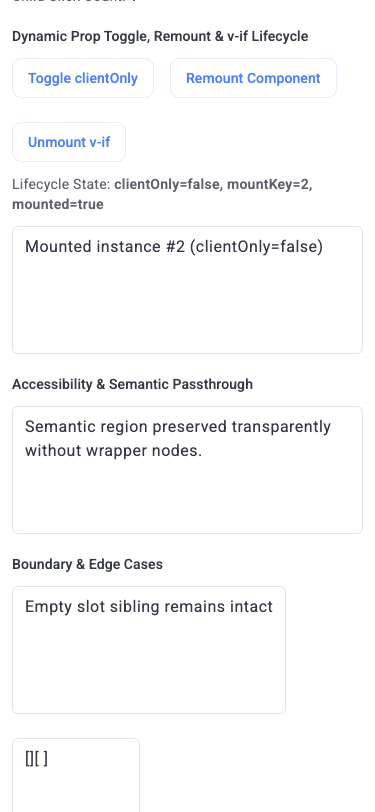 Dynamic Prop Toggle, Remount & v-if Lifecycle
Toggle clientOnly
Remount Component
Unmount v-if
Lifecycle State: clientOnly=false, mountKey=2,
mounted=true
Mounted instance #2 (clientOnly=false)
Accessibility & Semantic Passthrough
Semantic region preserved transparently
without wrapper nodes.
Boundary & Edge Cases
Empty slot sibling remains intact
[][ ]